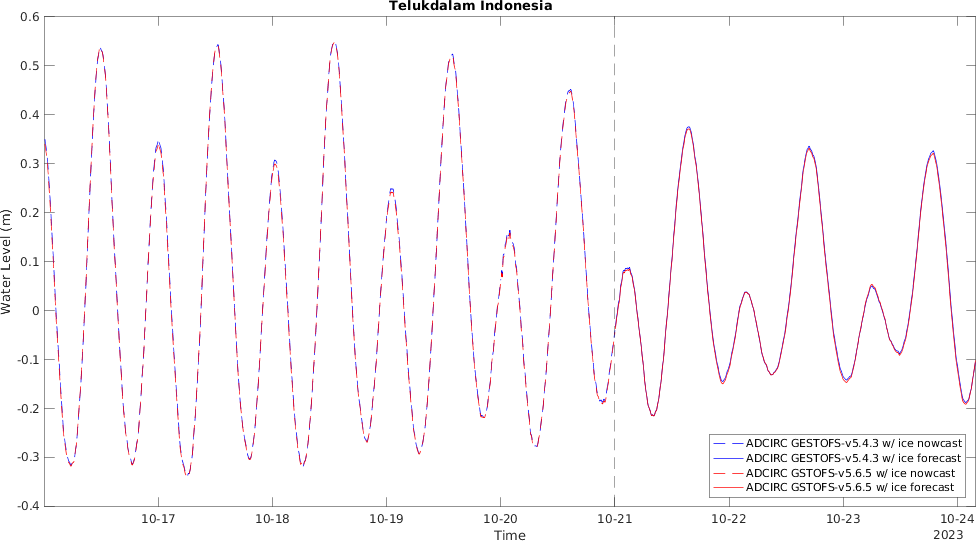 Telukdalam Indonesia
0.6
0.5
0.4
0.3
0.2
0.1
0
-0.1
-0.2
-0.3
-0.4
Water Level (m)
10-17 10-18 10-19 10-20 10-21 10-22 10-23 10-24
Time
2023
ADCIRC GESTOFS-v5.4.3 w/ ice nowcast
ADCIRC GESTOFS-v5.4.3 w/ ice forecast
ADCIRC GSTOFS-v5.6.5 w/ ice nowcast
ADCIRC GSTOFS-v5.6.5 w/ ice forecast